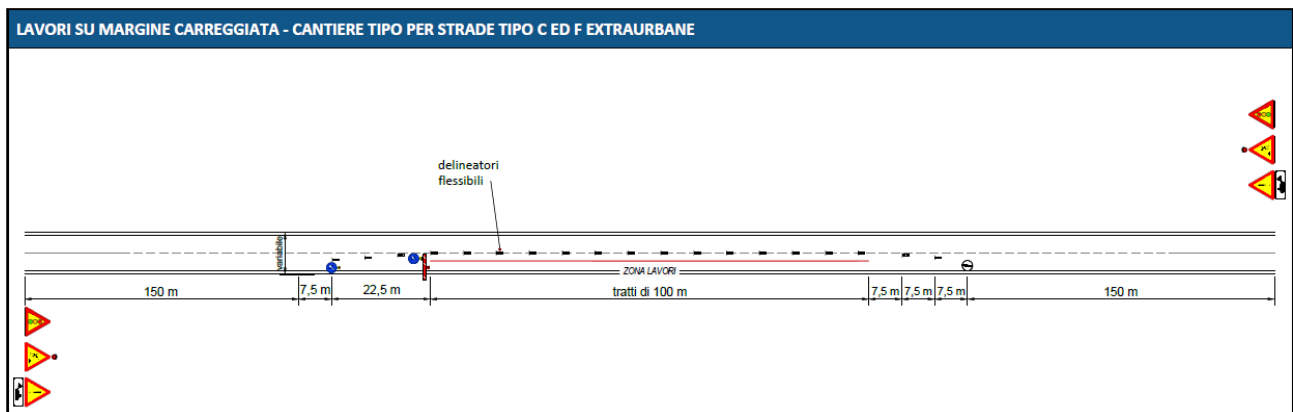 LAVORI SU MARGINE CARREGGIATA - CANTIERE TIPO PER STRADE TIPO C ED F EXTRAURBANE
delineatori
flessibili
variabile
ZONA LAVORI
150 m
7,5 m
22,5 m
tratti di 100 m
7,5 m
7,5 m
7,5 m
150 m